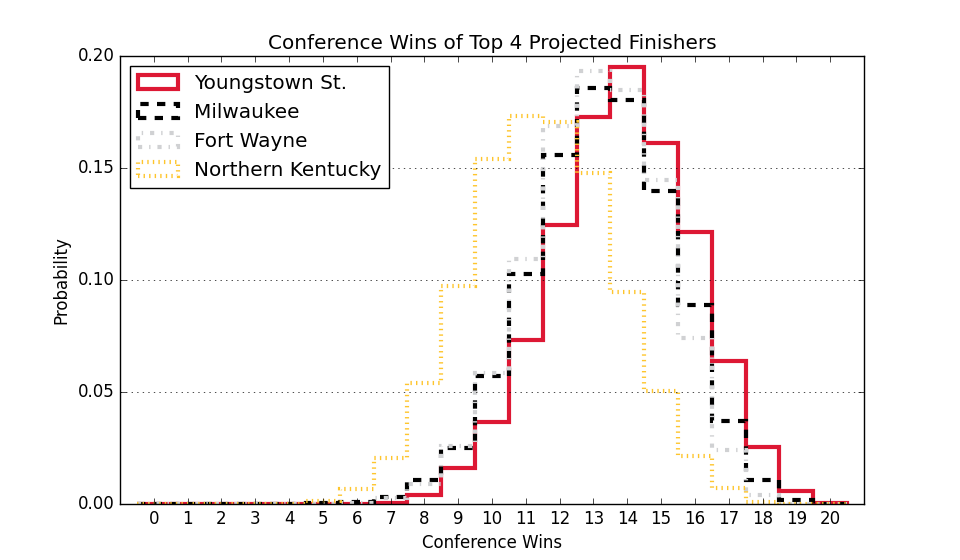 Conference Wins of Top 4 Projected Finishers
Youngstown St.
Milwaukee
Fort Wayne
Northern Kentucky
Probability
0.20
0.15
0.10
0.05
0.00
0 1 2 3 4 5 6 7 8 9 10 11 12 13 14 15 16 17 18 19 20
Conference Wins